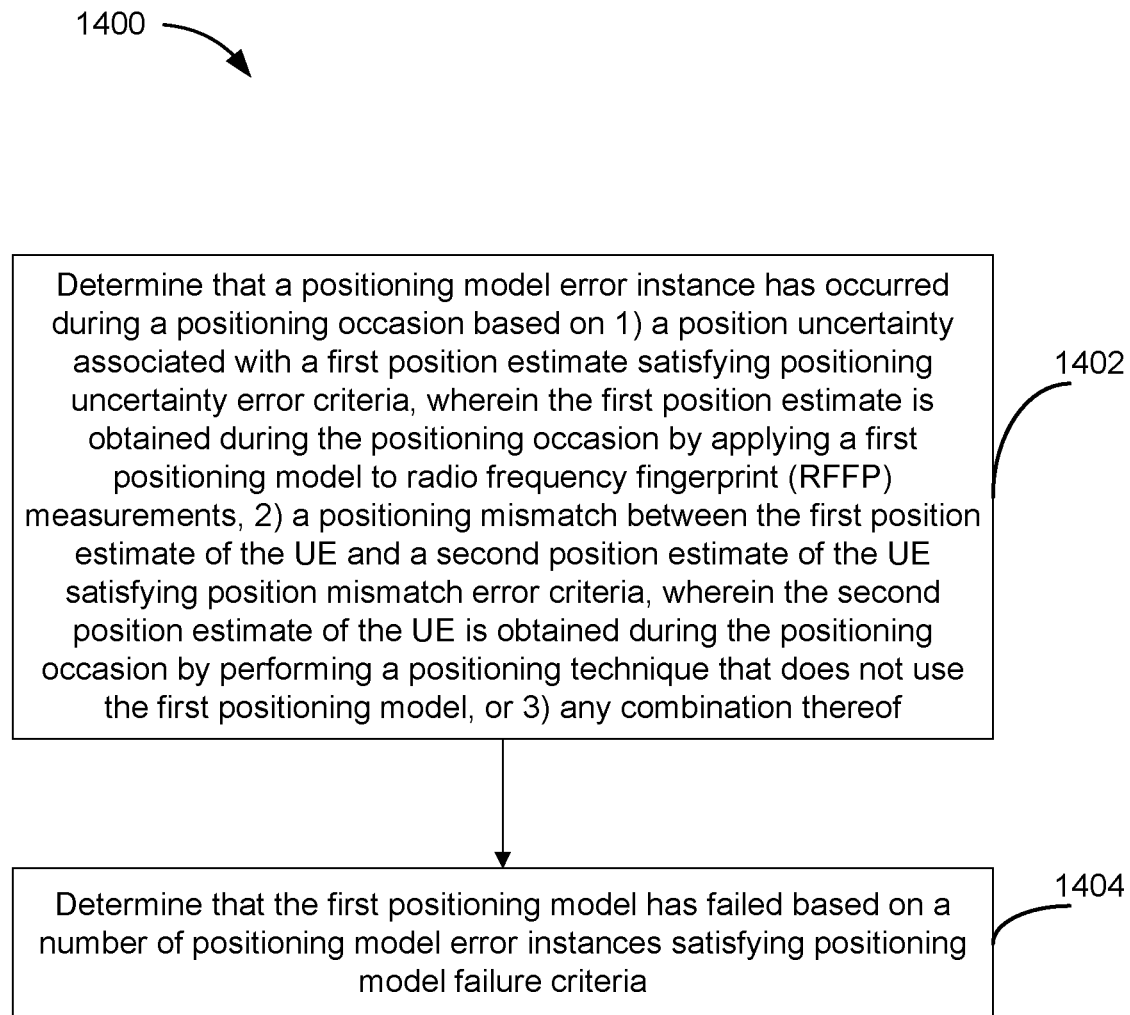 1400
Determine that a positioning model error instance has occurred
during a positioning occasion based on 1) a position uncertainty
associated with a first position estimate satisfying positioning
uncertainty error criteria, wherein the first position estimate is
obtained during the positioning occasion by applying a first
positioning model to radio frequency fingerprint (RFFP)
measurements, 2) a positioning mismatch between the first position
estimate of the UE and a second position estimate of the UE
satisfying position mismatch error criteria, wherein the second
position estimate of the UE is obtained during the positioning
occasion by performing a positioning technique that does not use
the first positioning model, or 3) any combination thereof
1402
Determine that the first positioning model has failed based on a
number of positioning model error instances satisfying positioning
model failure criteria
1404